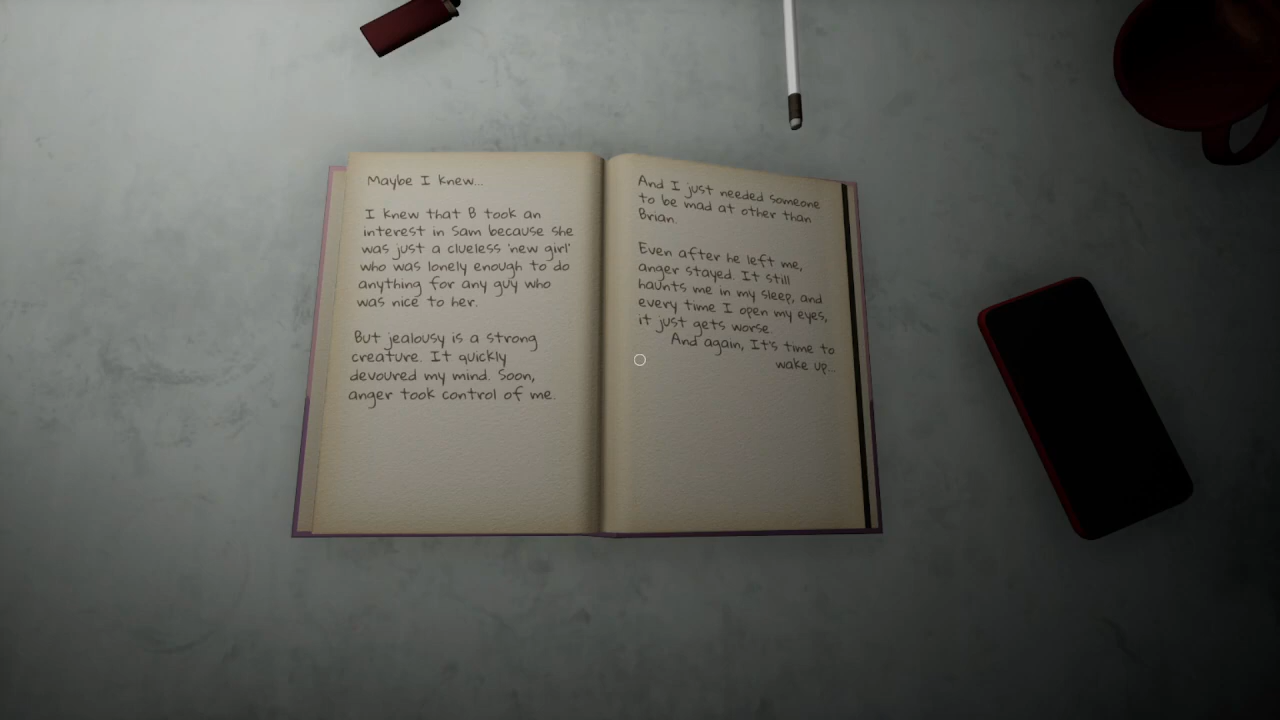 Maybe I knew...
I knew that B took an
interest in Sam because she
was just a clueless 'new girl'
who was lonely enough to do
anything for any guy who
was nice to her.
But jealousy is a strong
creature. It quickly
devoured my mind. Soon,
anger took control of me.
And I just needed someone
to be mad at other than
Brian.
Even after he left me,
anger stayed. It still
haunts me in my sleep, and
every time I open my eyes,
it just gets worse.
And again, It's time to
wake up...